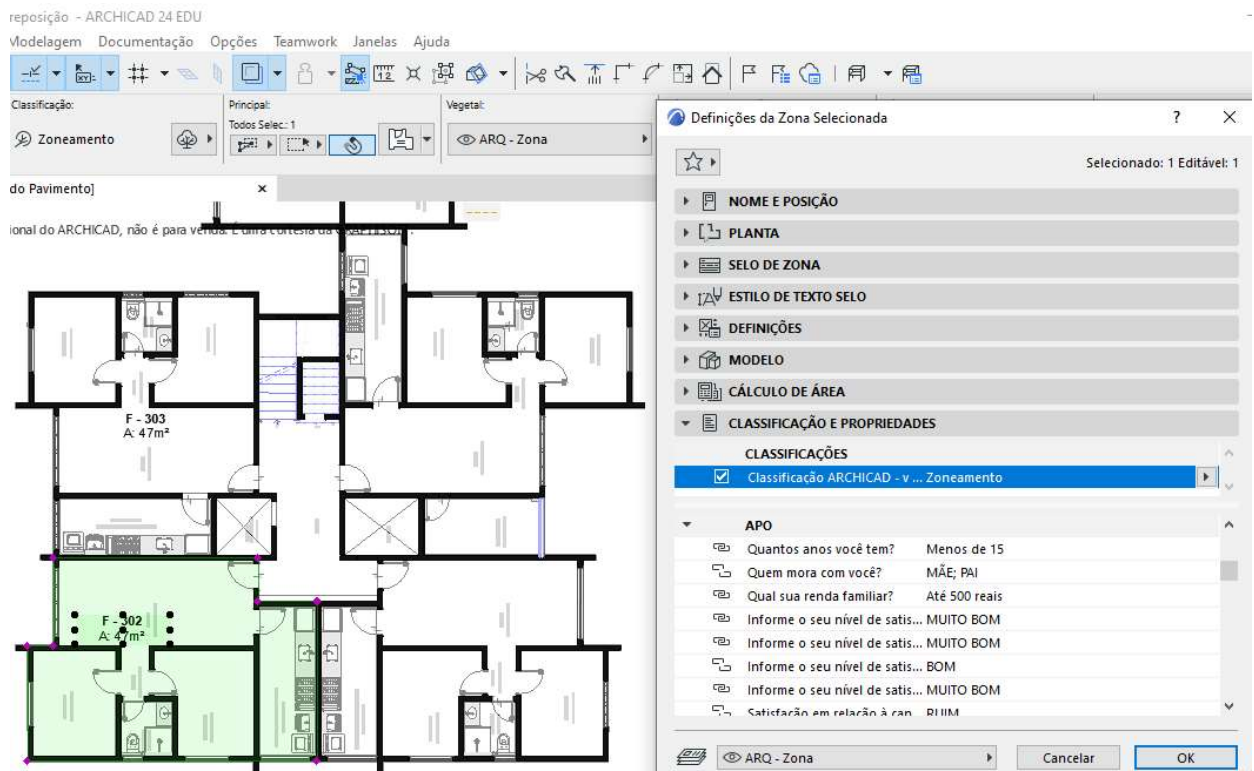 reposição - ARCHICAD 24 EDU
Modelagem Documentação Opções Teamwork Janelas Ajuda
Classificação:
Zoneamento
Principal:
Todos Selec.: 1
Vegetal:
ARQ - Zona
do Pavimento]
ional do ARCHICAD, não é para venda. É uma cortesia da GRAPHISOFT.
F - 303
A: 47m²
F - 302
A: 47m²
Definições da Zona Selecionada
Selecionado: 1 Editável: 1
NOME E POSIÇÃO
PLANTA
SELO DE ZONA
ESTILO DE TEXTO SELO
DEFINIÇÕES
MODELO
CÁLCULO DE ÁREA
CLASSIFICAÇÃO E PROPRIEDADES
CLASSIFICAÇÕES
Classificação ARCHICAD - v ... Zoneamento
APO
Quantos anos você tem? Menos de 15
Quem mora com você? MÃE; PAI
Qual sua renda familiar? Até 500 reais
Informe o seu nível de satis... MUITO BOM
Informe o seu nível de satis... MUITO BOM
Informe o seu nível de satis... BOM
Informe o seu nível de satis... MUITO BOM
Satisfação em relação à cap... RUIM
ARQ - Zona
Cancelar
OK